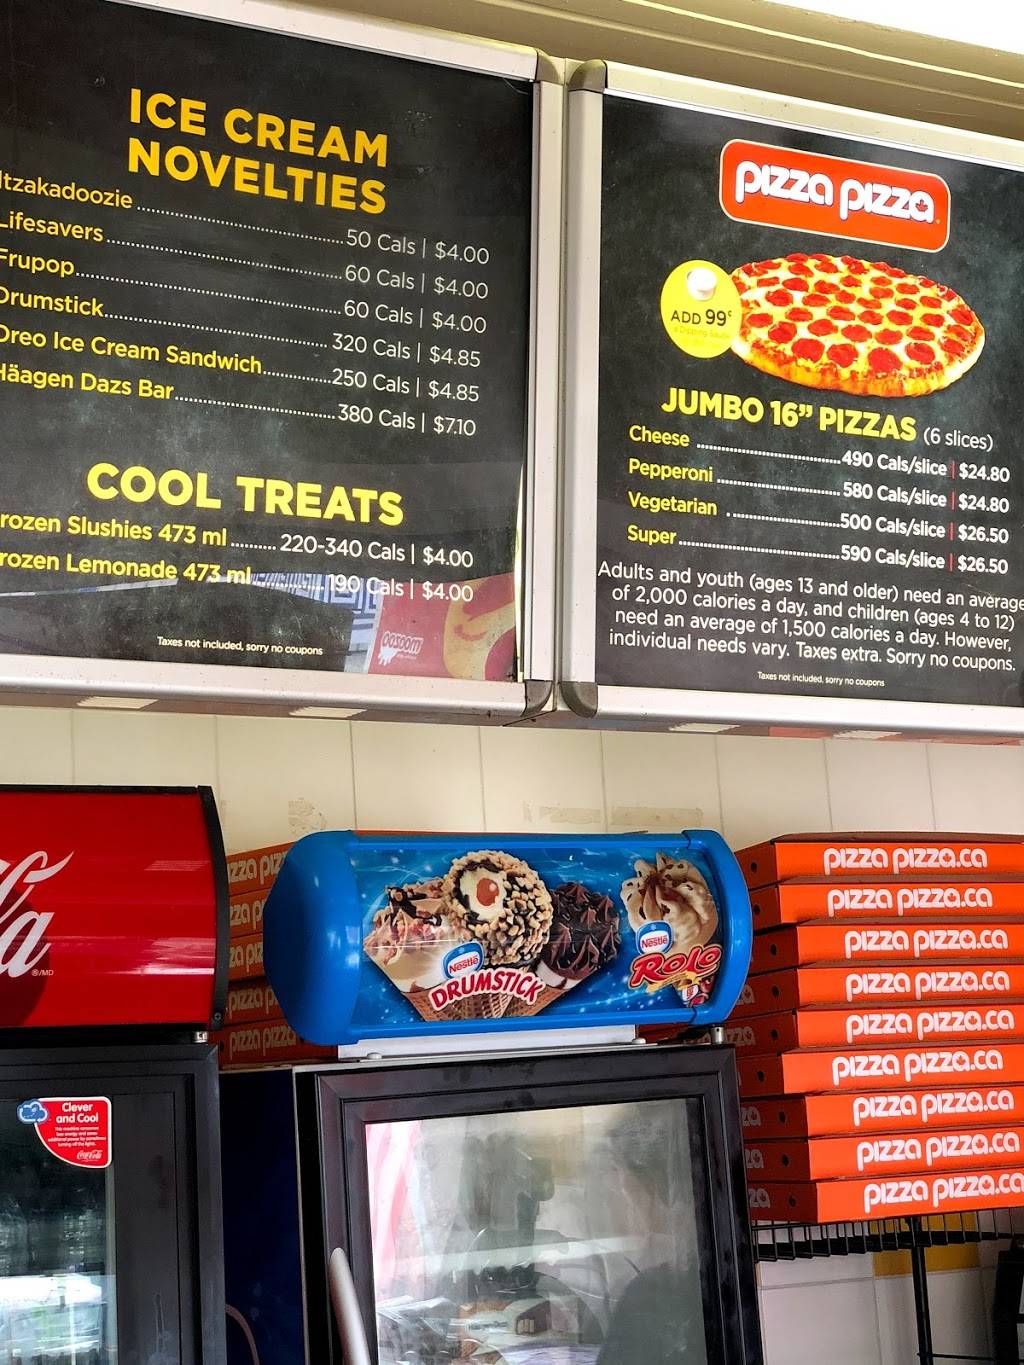 ICE CREAM
NOVELTIES
Itzakadoozie ..... 50 Cals | $4.00
Lifesavers ..... 60 Cals | $4.00
Frupop ..... 60 Cals | $4.00
Drumstick ..... 320 Cals | $4.85
Oreo Ice Cream Sandwich ..... 250 Cals | $4.85
Häagen Dazs Bar ..... 380 Cals | $7.10
COOL TREATS
rozen Slushies 473 ml ..... 220-340 Cals | $4.00
rozen Lemonade 473 ml ..... 190 Cals | $4.00
Taxes not included, sorry no coupons
pizza pizza
ADD 99¢
a Dipping Sauce
JUMBO 16” PIZZAS (6 slices)
Cheese ..... 490 Cals/slice | $24.80
Pepperoni ..... 580 Cals/slice | $24.80
Vegetarian ..... 500 Cals/slice | $26.50
Super ..... 590 Cals/slice | $26.50
Adults and youth (ages 13 and older) need an average
of 2,000 calories a day, and children (ages 4 to 12)
need an average of 1,500 calories a day. However,
individual needs vary. Taxes extra. Sorry no coupons.
Taxes not included, sorry no coupons
®/MD
Nestlé
DRUMSTICK
Nestlé
ROLO
pizza pizza.ca
pizza pizza.ca
pizza pizza.ca
pizza pizza.ca
pizza pizza.ca
pizza pizza.ca
pizza pizza.ca
pizza pizza.ca
pizza pizza.ca
Clever
and Cool
Coca-Cola